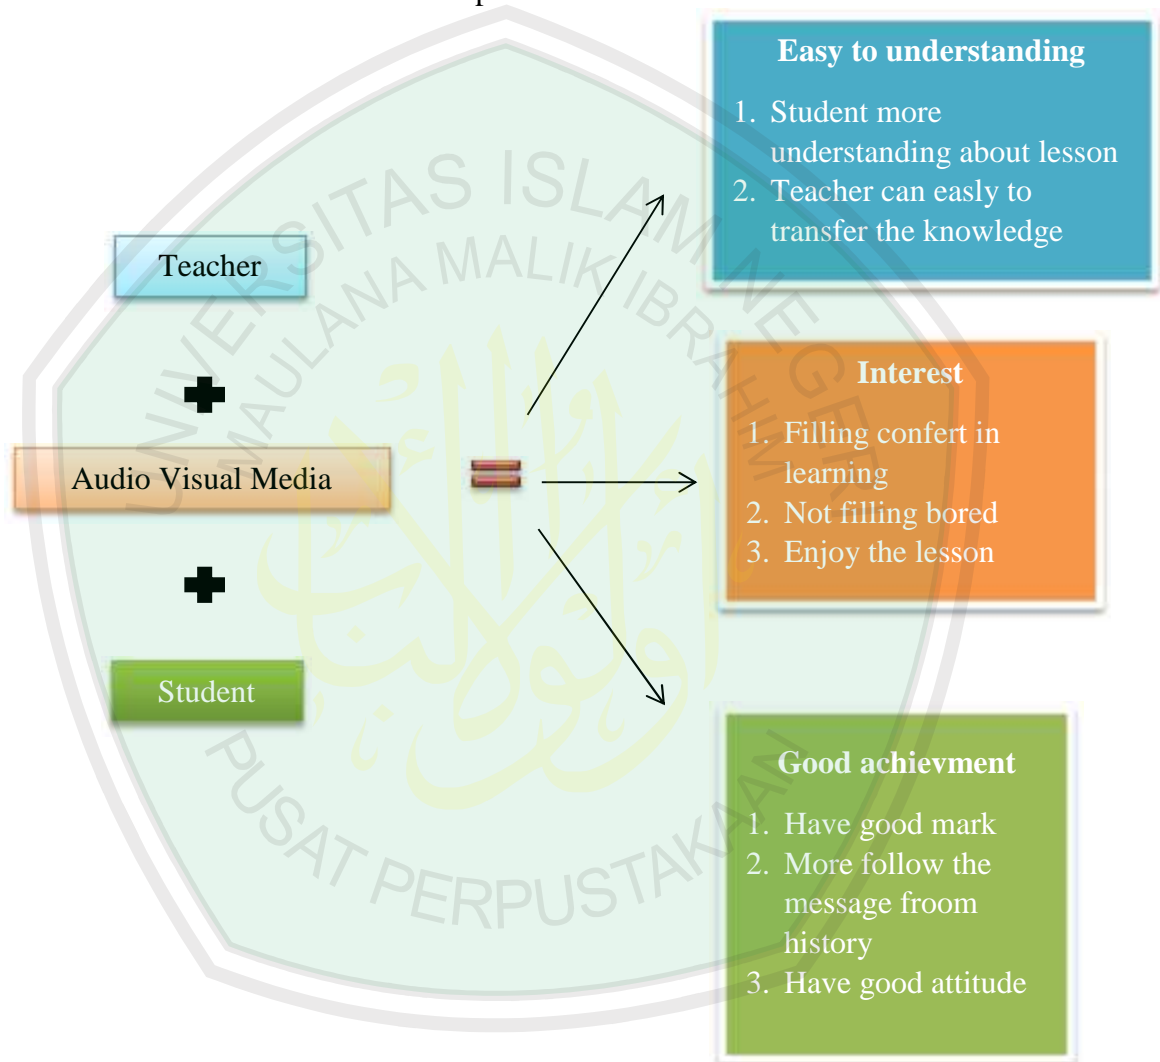 Easy to understanding
1. Student more
understanding about lesson
2. Teacher can easly to
transfer the knowledge
Teacher
Interest
1. Filling confert in
learning
2. Not filling bored
3. Enjoy the lesson
Audio Visual Media
Student
Good achievment
1. Have good mark
2. More follow the
message froom
history
3. Have good attitude
UNIVERSITAS ISLAM NEGERI
MAULANA MALIK IBRAHIM
PUSAT PERPUSTAKAAN